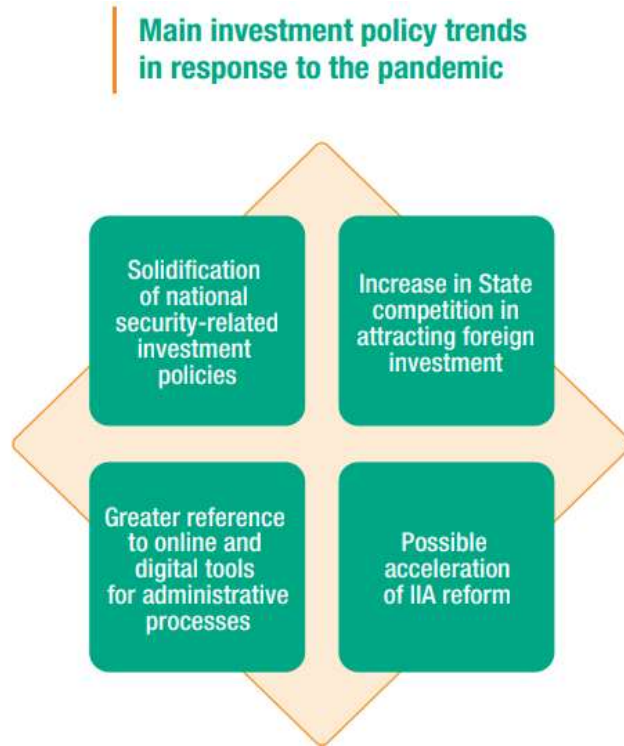 Main investment policy trends
in response to the pandemic
Solidification
of national
security-related
investment
policies
Increase in State
competition in
attracting foreign
investment
Greater reference
to online and
digital tools
for administrative
processes
Possible
acceleration
of IIA reform